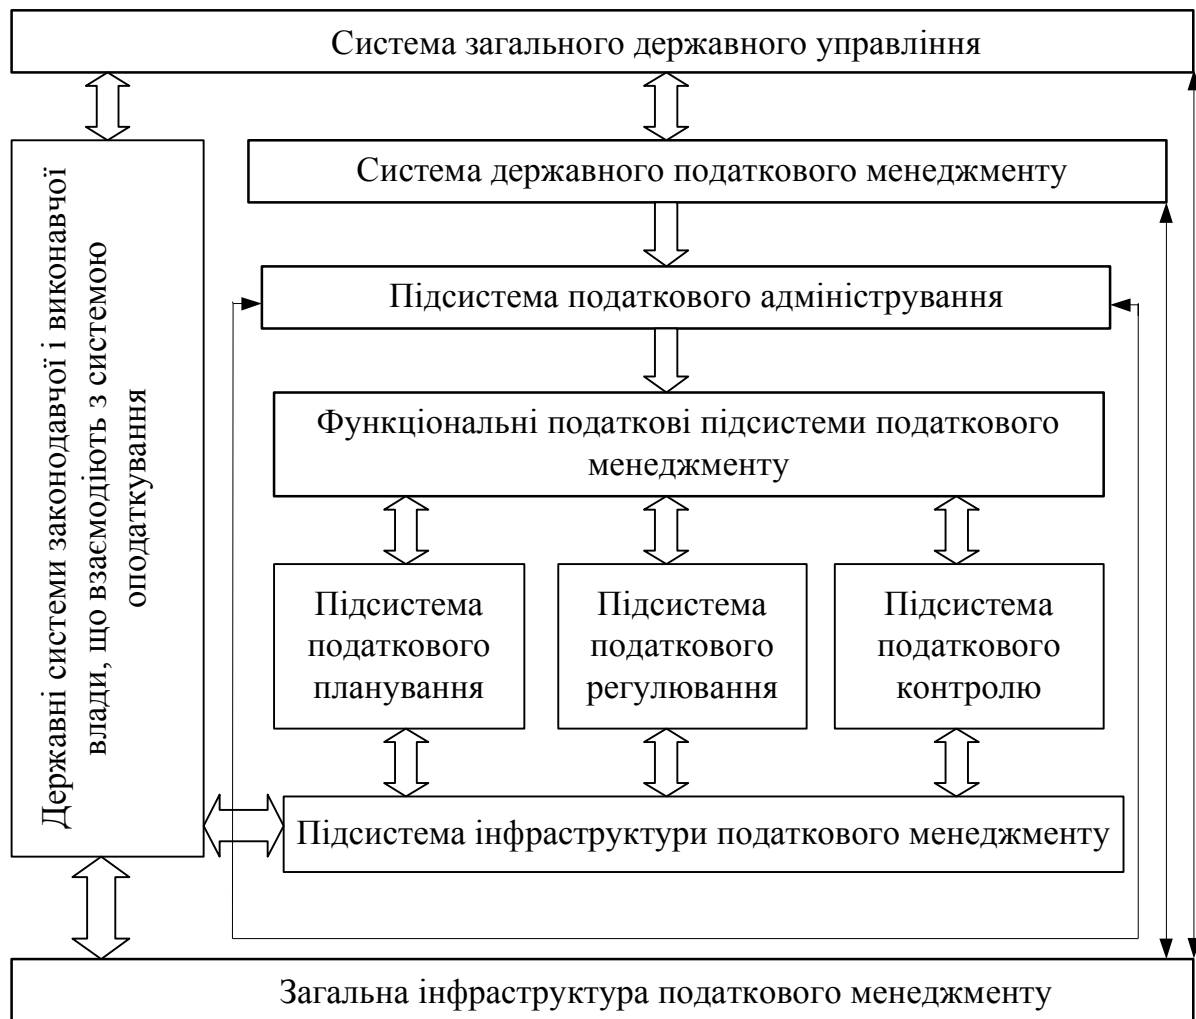 Система загального державного управління
Система державного податкового менеджменту
Державні системи законодавчої і виконавчої
влади, що взаємодіють з системою
оподаткування
Підсистема податкового адміністрування
Функціональні податкові підсистеми податкового
менеджменту
Підсистема
податкового
планування
Підсистема
податкового
регулювання
Підсистема
податкового
контролю
Підсистема інфраструктури податкового менеджменту
Загальна інфраструктура податкового менеджменту